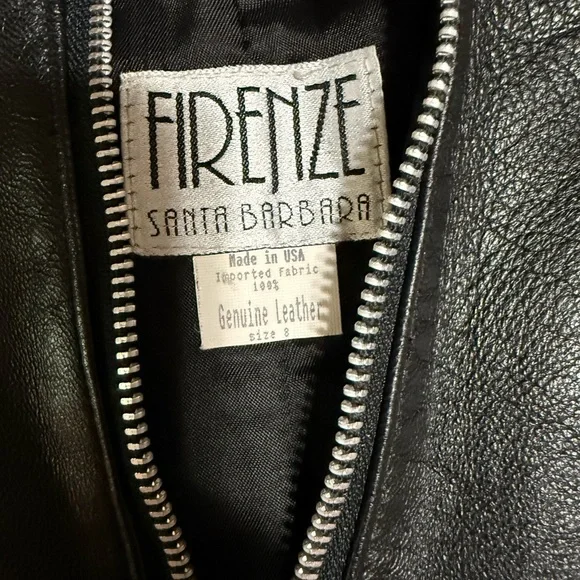 FIRENZE
SANTA BARBARA
Made in USA
Imported Fabric
100%
Genuine Leather
size 8